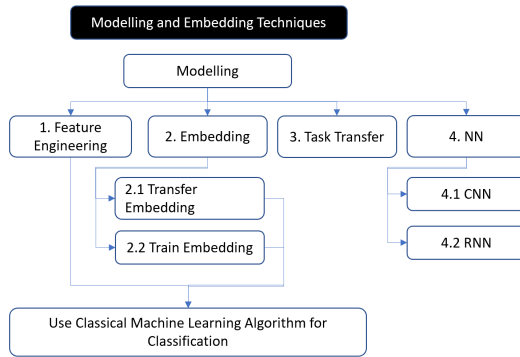 Modelling and Embedding Techniques
Modelling
1. Feature
Engineering
2. Embedding
3. Task Transfer
4. NN
2.1 Transfer
Embedding
2.2 Train Embedding
4.1 CNN
4.2 RNN
Use Classical Machine Learning Algorithm for
Classification